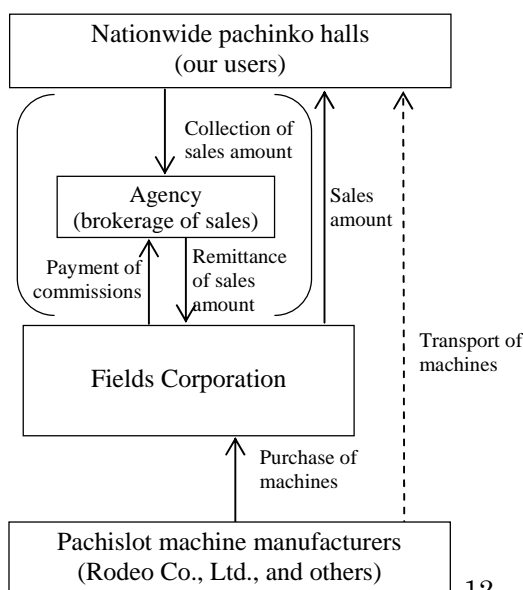 Nationwide pachinko halls
(our users)
Collection of
sales amount
Agency
(brokerage of sales)
Sales
amount
Payment of
commissions
Remittance
of sales
amount
Transport of
machines
Fields Corporation
Purchase of
machines
Pachislot machine manufacturers
(Rodeo Co., Ltd., and others)